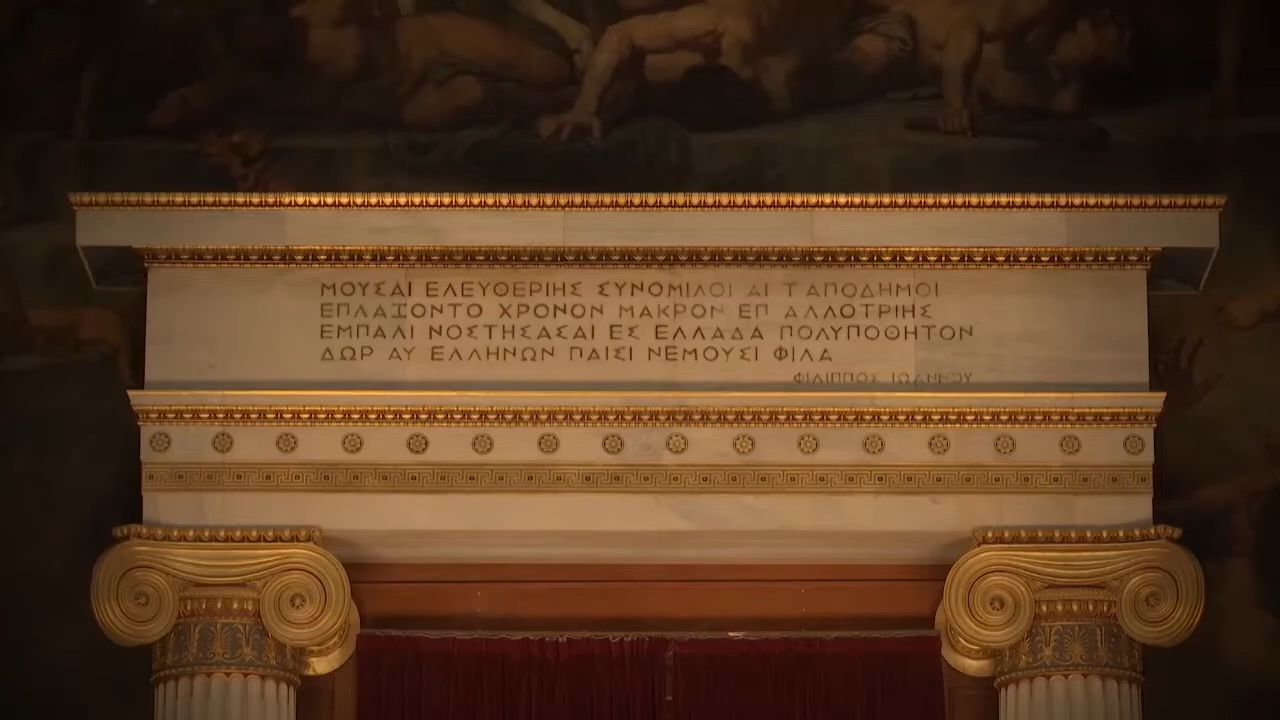 ΜΟΥΣΑΙ ΕΛΕΥΘΕΡΙΗΣ ΣΥΝΟΜΙΛΟΙ ΑΙ Τ ΑΠΟΔΗΜΟΙ
ΕΠΛΑΖΟΝΤΟ ΧΡΟΝΟΝ ΜΑΚΡΟΝ ΕΠ ΑΛΛΟΤΡΙΗΣ
ΕΜΠΑΛΙ ΝΟΣΤΗΣΑΣΑΙ ΕΣ ΕΛΛΑΔΑ ΠΟΛΥΠΟΘΗΤΟΝ
ΔΩΡ ΑΥ ΕΛΛΗΝΩΝ ΠΑΙΣΙ ΝΕΜΟΥΣΙ ΦΙΛΑ
ΦΙΛΙΠΠΟΣ ΙΩΑΝΝΟΥ